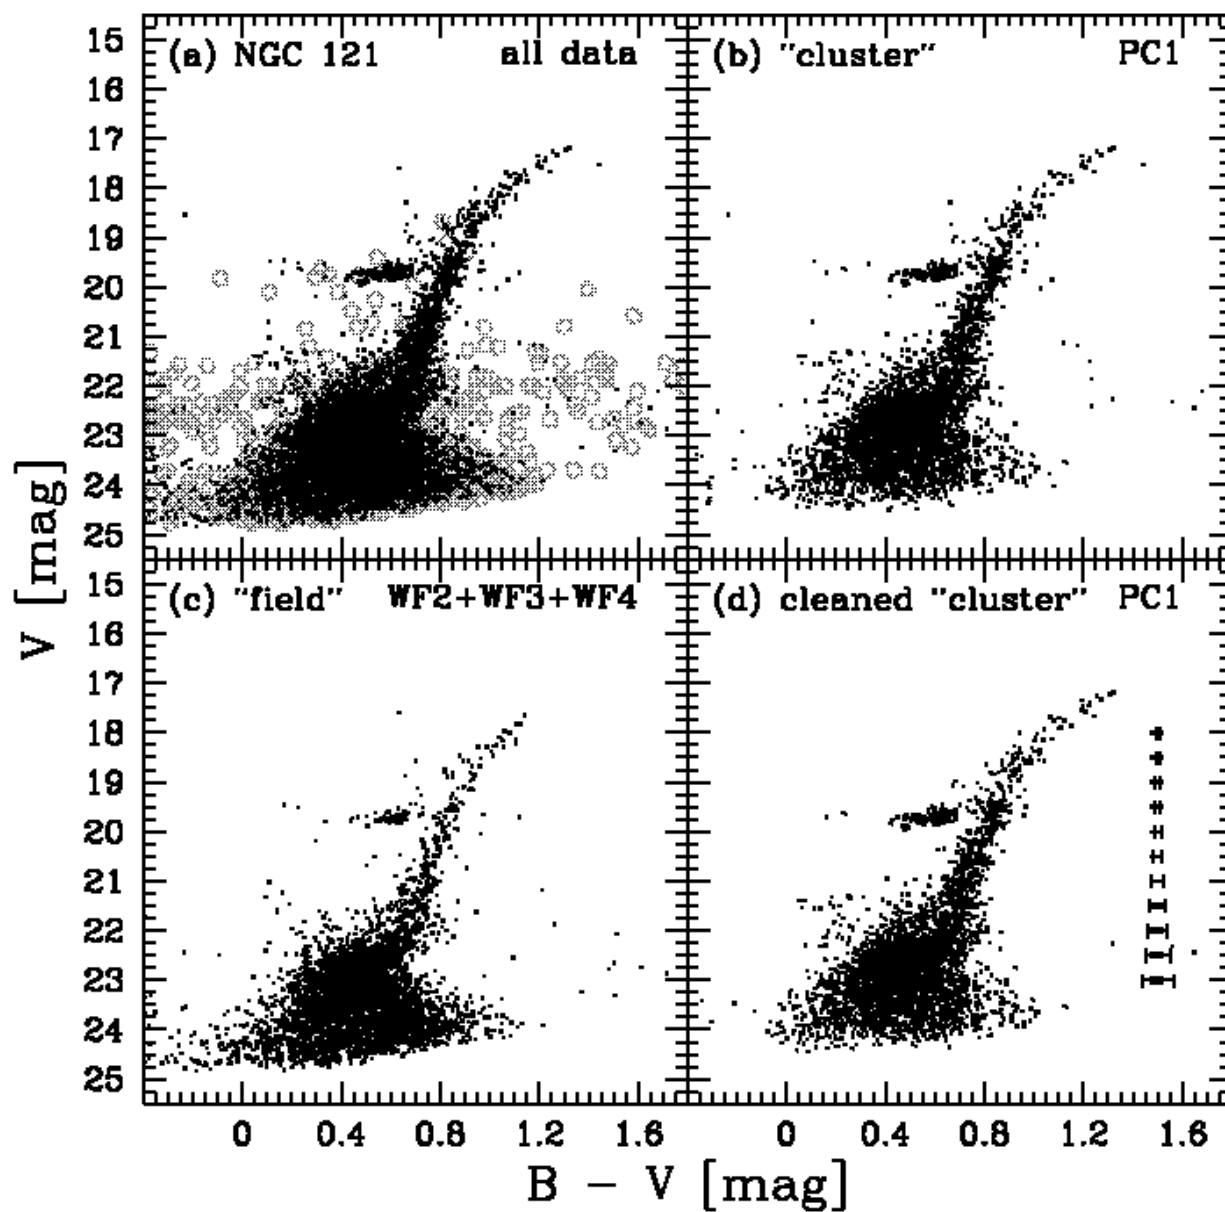 (a) NGC 121 all data
(b) "cluster" PC1
15
16
17
18
19
20
21
22
23
24
25
(c) "field" WF2+WF3+WF4
(d) cleaned "cluster" PC1
15
16
17
18
19
20
21
22
23
24
25
V [mag]
0 0.4 0.8 1.2 1.6
0 0.4 0.8 1.2 1.6
B - V [mag]